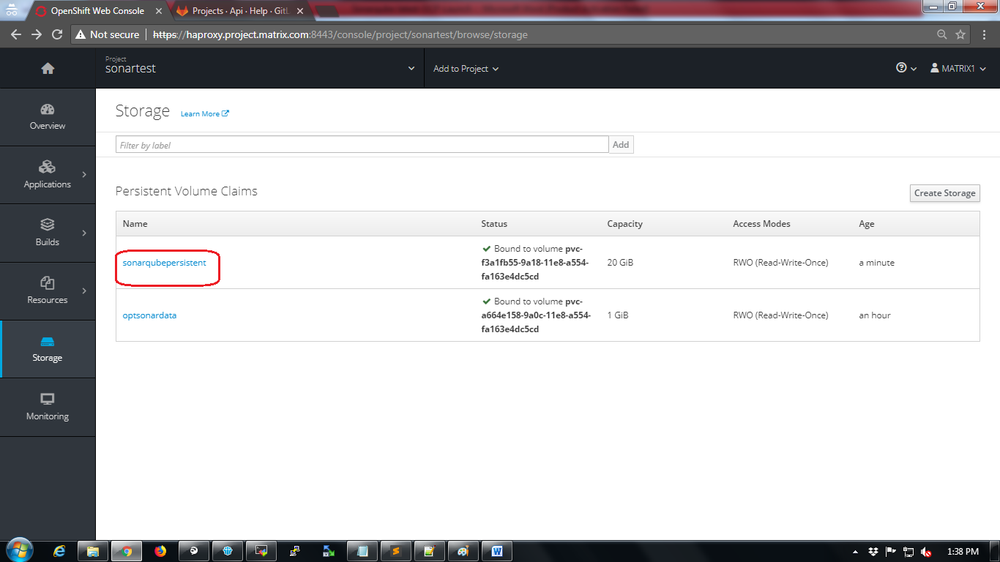 OpenShift Web Console
Projects · Api · Help · GitL
Not secure
https://haproxy.project.matrix.com:8443/console/project/sonartest/browse/storage
Project
sonartest
Add to Project
MATRIX1
Overview
Applications
Builds
Resources
Storage
Monitoring
Storage
Learn More
Filter by label
Add
Persistent Volume Claims
Create Storage
Name Status Capacity Access Modes Age
sonarqubepersistent
Bound to volume pvc-
f3a1fb55-9a18-11e8-a554-
fa163e4dc5cd
20 GiB
RWO (Read-Write-Once)
a minute
optsonardata
Bound to volume pvc-
a664e158-9a0c-11e8-a554-
fa163e4dc5cd
1 GiB
RWO (Read-Write-Once)
an hour
1:38 PM